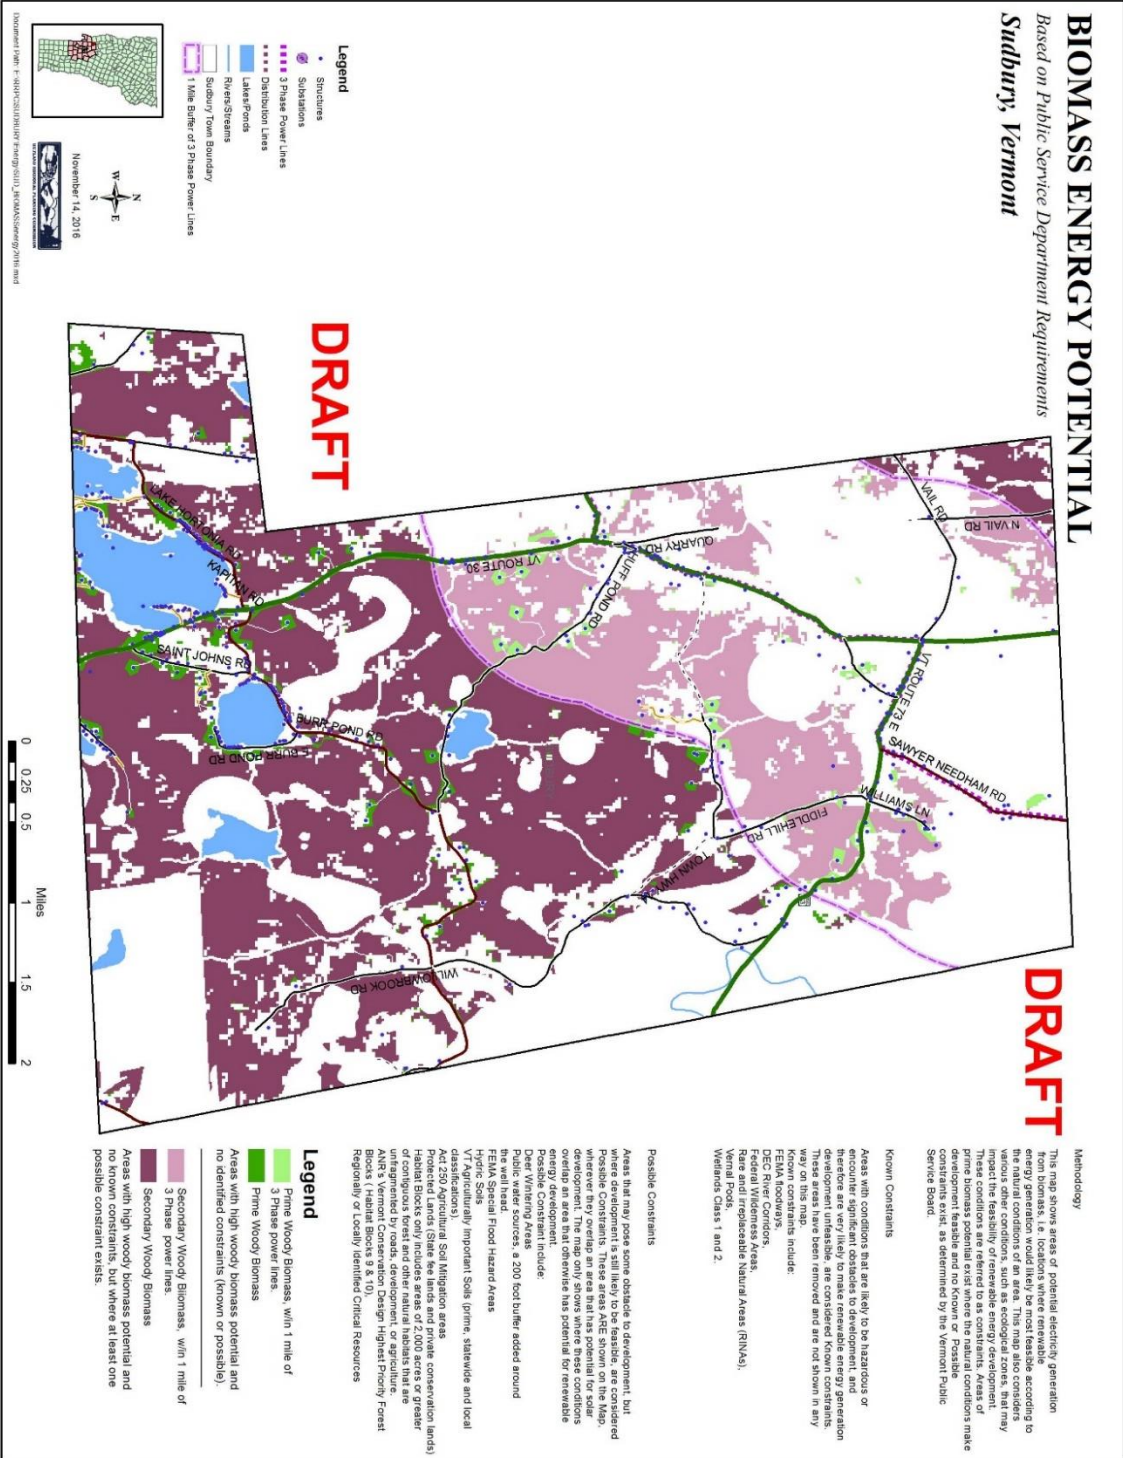 BIOMASS ENERGY POTENTIAL
Based on Public Service Department Requirements
Sudbury, Vermont
DRAFT
DRAFT
Legend
Structures
Substations
3 Phase Power Lines
Distribution Lines
Lakes/Ponds
Rivers/Streams
Sudbury Town Boundary
1 Mile Buffer of 3 Phase Power Lines
N
W
E
S
November 14, 2016
N VAIL RD
VAIL RD
QUARRY RD
HUFF POND RD
VT ROUTE 30
VT ROUTE 73 E
SAWYER NEEDHAM RD
WILLIAMS LN
FIDDLEHILL RD
TOWN HWY
LAKE HORTONIA RD
KAPITAN RD
SAINT JOHNS RD
BURR POND RD
E BURR POND RD
WILLOWBROOK RD
0 0.25 0.5 1 1.5 2
Miles
Methodology
This map shows areas of potential electricity generation
from biomass, i.e. locations where renewable
energy generation would likely be most feasible according to
the natural conditions of an area. This map also considers
various other conditions, such as ecological zones, that may
impact the feasibility of renewable energy development.
These conditions are referred to as constraints. Areas of
prime biomass potential exist where the natural conditions make
development feasible and no Known or Possible
constraints exist, as determined by the Vermont Public
Service Board.
Known Constraints
Areas with conditions that are likely to be hazardous or
encounter significant obstacles to development, and
therefore are very likely to make renewable energy generation
development unfeasible, are considered Known constraints.
These areas have been removed and are not shown in any
way on this map.
Known constraints include:
FEMA floodways,
DEC River Corridors,
Federal Wilderness Areas,
Rare and Irreplaceable Natural Areas (RINAs),
Vernal Pools,
Wetlands Class 1 and 2.
Possible Constraints
Areas that may pose some obstacle to development, but
where development is still likely to be feasible, are considered
Possible Constraints. These areas ARE shown on the Map,
wherever they overlap an area that has potential for solar
development. The map only shows where these conditions
overlap an area that otherwise has potential for renewable
energy development.
Possible Constraint include:
Deer Wintering Areas
Public water sources, a 200 foot buffer added around
the well head.
FEMA Special Flood Hazard Areas
Hydric Soils
VT Agriculturally Important Soils (prime, statewide and local
classifications).
Act 250 Agricultural Soil Mitigation areas
Protected Lands (State fee lands and private conservation lands)
Habitat Blocks only includes areas of 2,000 acres or greater
of contiguous forest and other natural habitats that are
unfragmented by roads, development, or agriculture.
ANR's Vermont Conservation Design Highest Priority Forest
Blocks ( Habitat Blocks 9 & 10),
Regionally or Locally Identified Critical Resources
Legend
Prime Woody Biomass, w/in 1 mile of
3 Phase power lines.
Prime Woody Biomass
Areas with high woody biomass potential and
no identified constraints (known or possible).
Secondary Woody Biiomass, w/in 1 mile of
3 Phase power lines.
Secondary Woody Biomass
Areas with high woody biomass potential and
no known constraints, but where at least one
possible constraint exists.